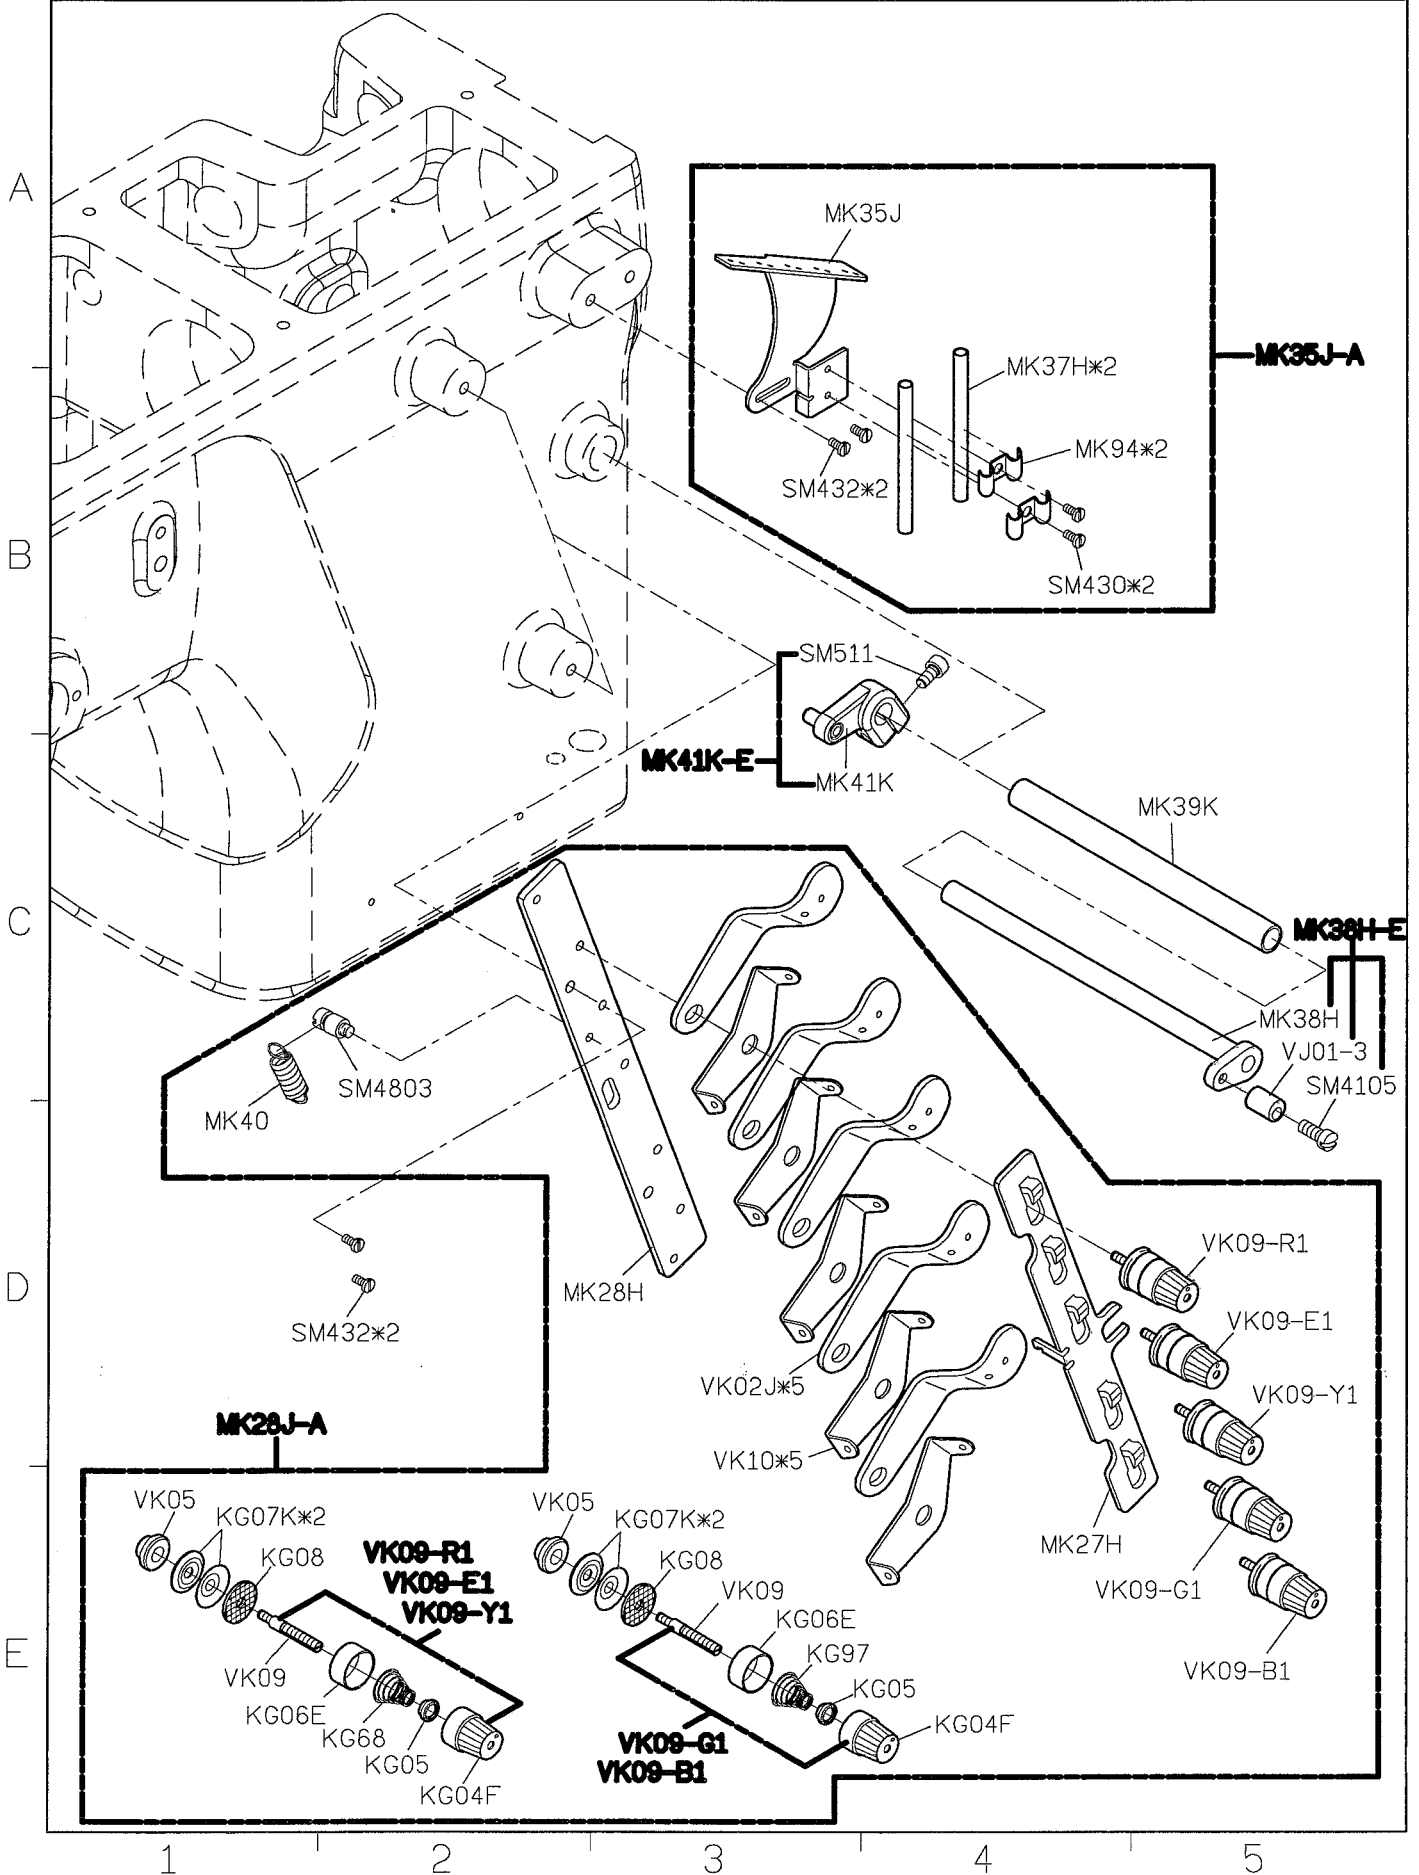 A
MK35J
MK35J-A
MK37H*2
MK94*2
SM432*2
B
SM430*2
SM511
MK41K-E
MK41K
MK39K
C
MK38H-E
MK38H
VJ01-3
SM4105
SM4803
MK40
VK09-R1
D
MK28H
VK09-E1
SM432*2
VK02J*5
VK09-Y1
MK28J-A
VK10*5
VK05
KG07K*2
KG08
VK09-R1
VK09-E1
VK09-Y1
VK05
KG07K*2
KG08
VK09
KG06E
KG97
KG05
KG04F
MK27H
VK09-G1
E
VK09
KG06E
KG68
KG05
KG04F
VK09-G1
VK09-B1
VK09-B1
1 2 3 4 5